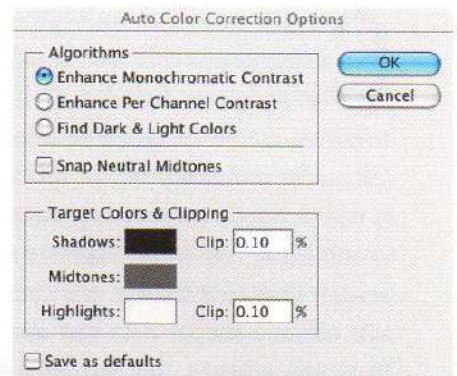 Auto Color Correction Options
Algorithms
Enhance Monochromatic Contrast
Enhance Per Channel Contrast
Find Dark & Light Colors
Snap Neutral Midtones
OK
Cancel
Target Colors & Clipping
Shadows: Clip: 0.10 %
Midtones:
Highlights: Clip: 0.10 %
Save as defaults